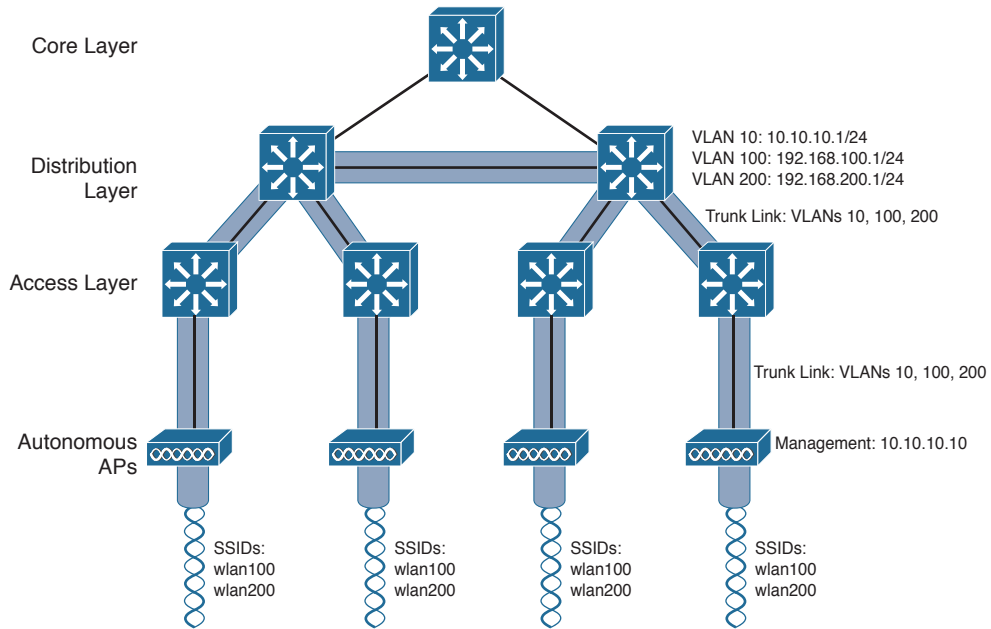 Core Layer
Distribution
Layer
VLAN 10: 10.10.10.1/24
VLAN 100: 192.168.100.1/24
VLAN 200: 192.168.200.1/24
Trunk Link: VLANs 10, 100, 200
Access Layer
Trunk Link: VLANs 10, 100, 200
Autonomous
APs
Management: 10.10.10.10
SSIDs:
wlan100
wlan200
SSIDs:
wlan100
wlan200
SSIDs:
wlan100
wlan200
SSIDs:
wlan100
wlan200